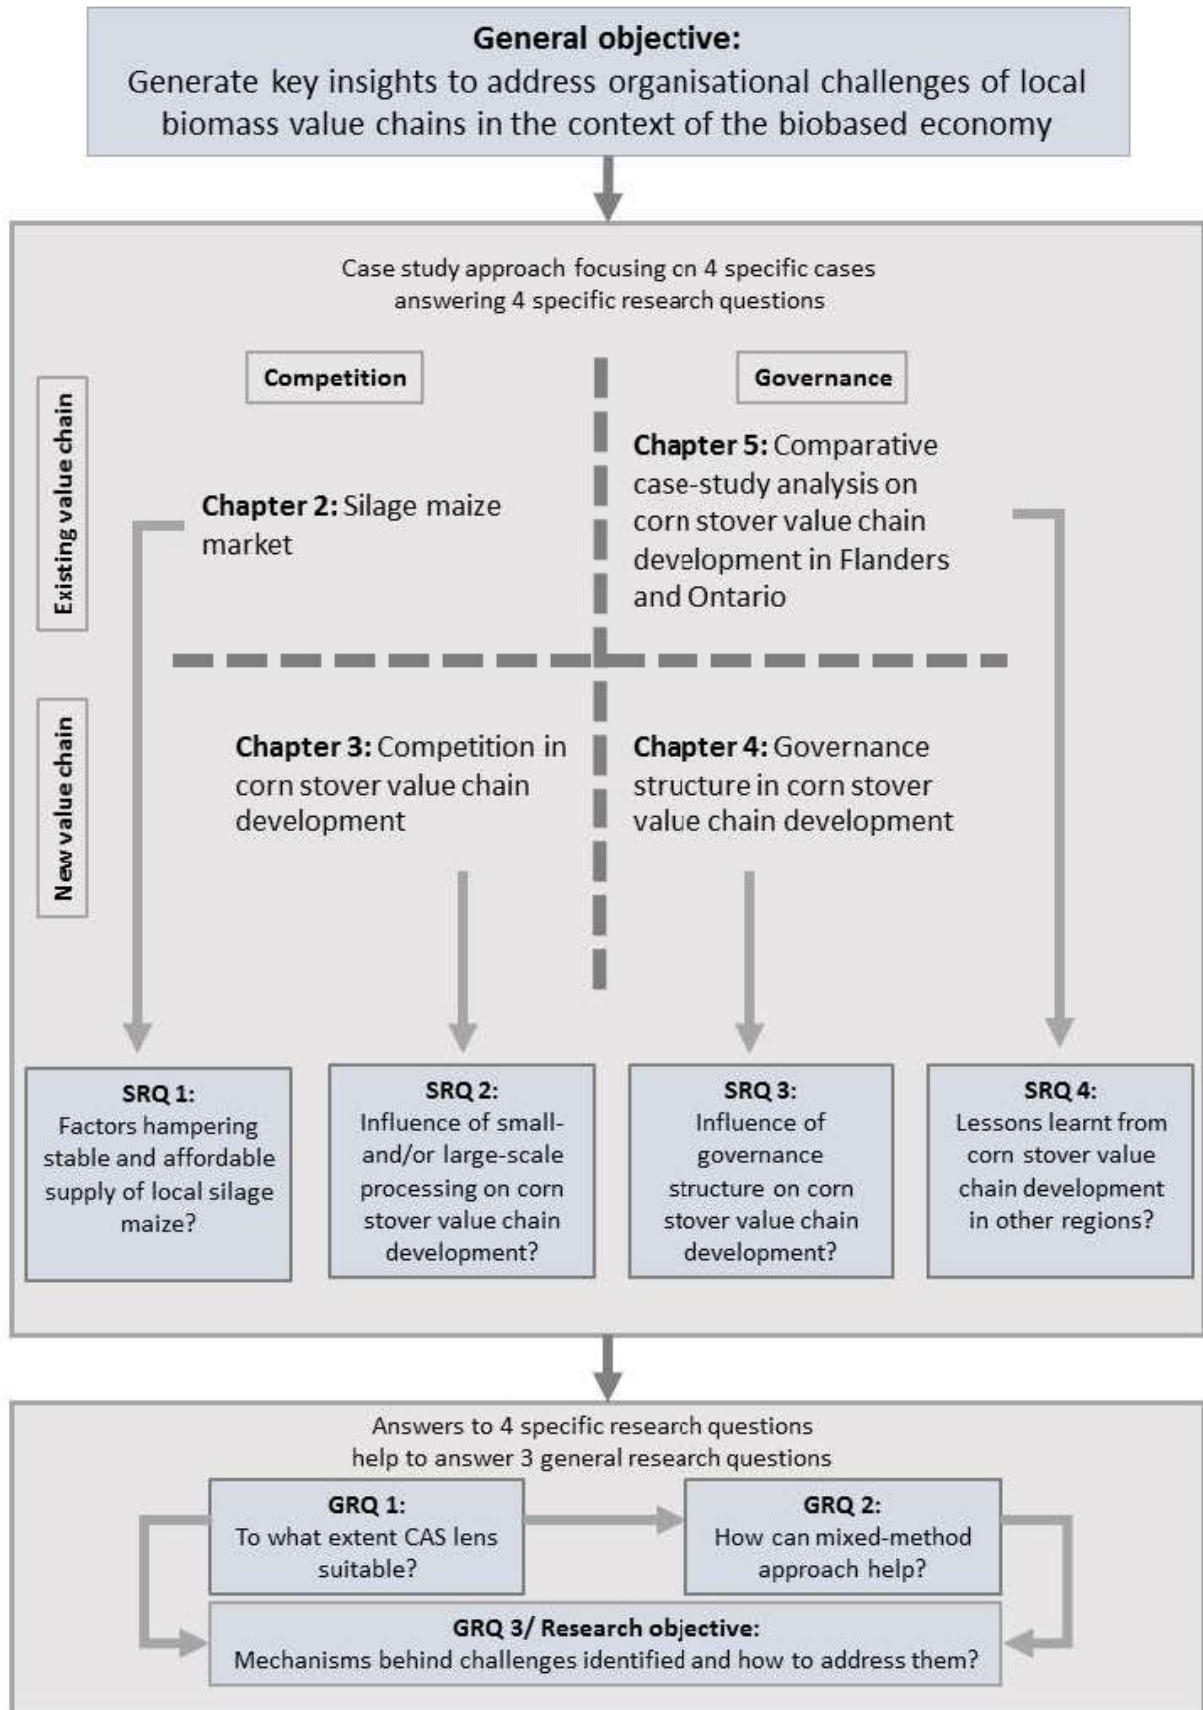 General objective:
Generate key insights to address organisational challenges of local
biomass value chains in the context of the biobased economy
Case study approach focusing on 4 specific cases
answering 4 specific research questions
Competition
Governance
Existing value chain
Chapter 2: Silage maize
market
Chapter 5: Comparative
case-study analysis on
corn stover value chain
development in Flanders
and Ontario
New value chain
Chapter 3: Competition in
corn stover value chain
development
Chapter 4: Governance
structure in corn stover
value chain development
SRQ 1:
Factors hampering
stable and affordable
supply of local silage
maize?
SRQ 2:
Influence of small-
and/or large-scale
processing on corn
stover value chain
development?
SRQ 3:
Influence of
governance
structure on corn
stover value chain
development?
SRQ 4:
Lessons learnt from
corn stover value
chain development
in other regions?
Answers to 4 specific research questions
help to answer 3 general research questions
GRQ 1:
To what extent CAS lens
suitable?
GRQ 2:
How can mixed-method
approach help?
GRQ 3/ Research objective:
Mechanisms behind challenges identified and how to address them?